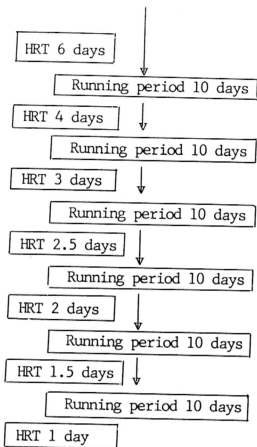 HRT 6 days
Running period 10 days
HRT 4 days
Running period 10 days
HRT 3 days
Running period 10 days
HRT 2.5 days
Running period 10 days
HRT 2 days
Running period 10 days
HRT 1.5 days
Running period 10 days
HRT 1 day